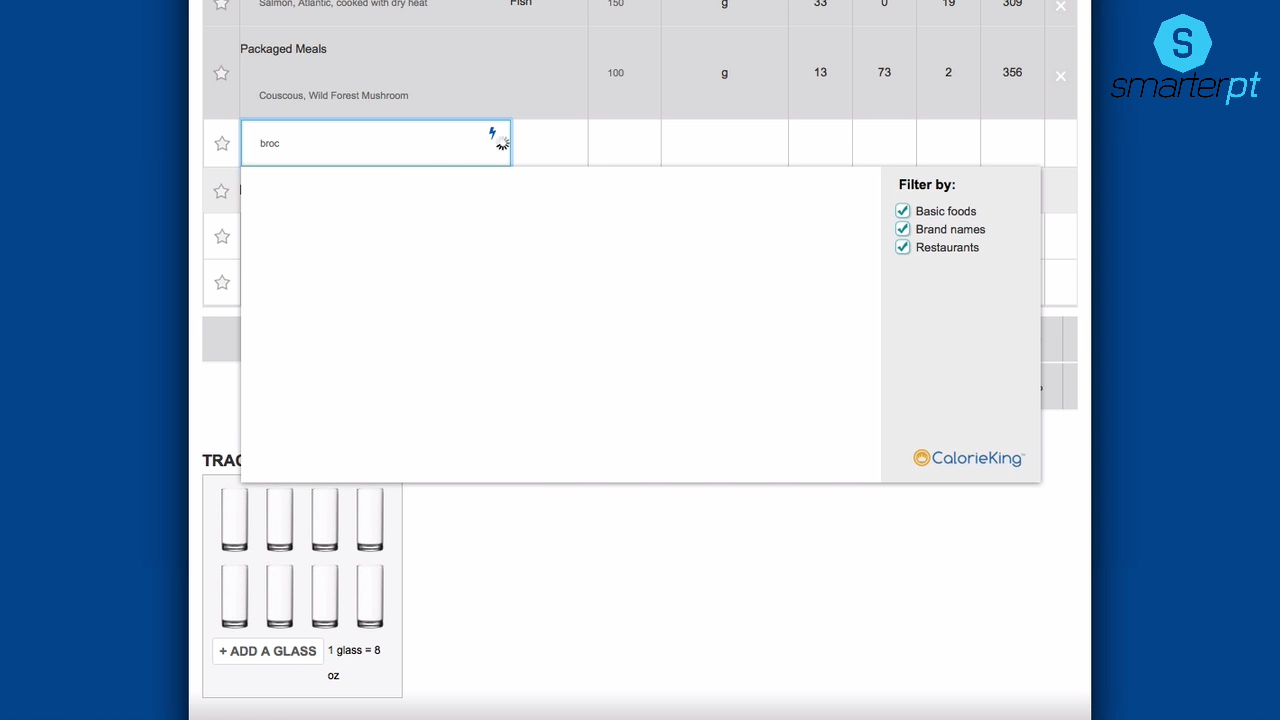 Salmon, Atlantic, cooked with dry heat Fish 150 g 33 0 19 309
S
smarterpt
Packaged Meals
100 g 13 73 2 356
Couscous, Wild Forest Mushroom
broc
Filter by:
Basic foods
Brand names
Restaurants
CalorieKing™
TRAC
+ ADD A GLASS 1 glass = 8
oz